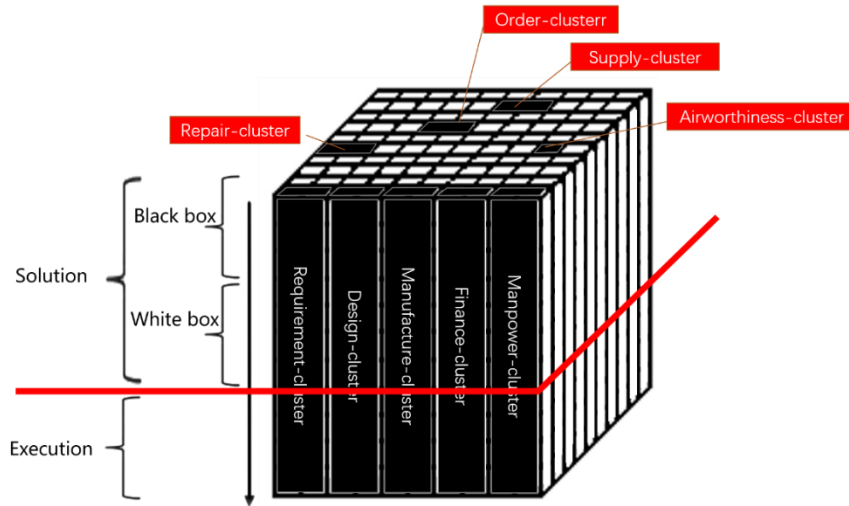 Order-clusterr
Supply-cluster
Repair-cluster
Airworthiness-cluster
Black box
Solution
White box
Execution
Requirement-cluster
Design-cluster
Manufacture-cluster
Finance-cluster
Manpower-cluster